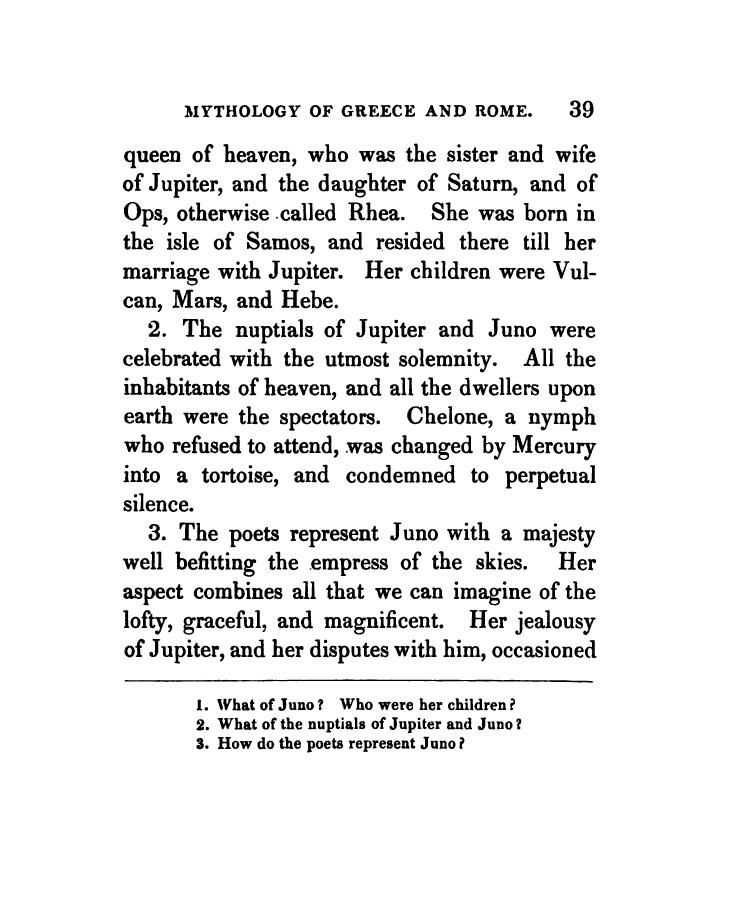 MYTHOLOGY OF GREECE AND ROME. 39
queen of heaven, who was the sister and wife
of Jupiter, and the daughter of Saturn, and of
Ops, otherwise called Rhea. She was born in
the isle of Samos, and resided there till her
marriage with Jupiter. Her children were Vul-
can, Mars, and Hebe.
2. The nuptials of Jupiter and Juno were
celebrated with the utmost solemnity. All the
inhabitants of heaven, and all the dwellers upon
earth were the spectators. Chelone, a nymph
who refused to attend, was changed by Mercury
into a tortoise, and condemned to perpetual
silence.
3. The poets represent Juno with a majesty
well befitting the empress of the skies. Her
aspect combines all that we can imagine of the
lofty, graceful, and magnificent. Her jealousy
of Jupiter, and her disputes with him, occasioned
1. What of Juno? Who were her children?
2. What of the nuptials of Jupiter and Juno?
3. How do the poets represent Juno?